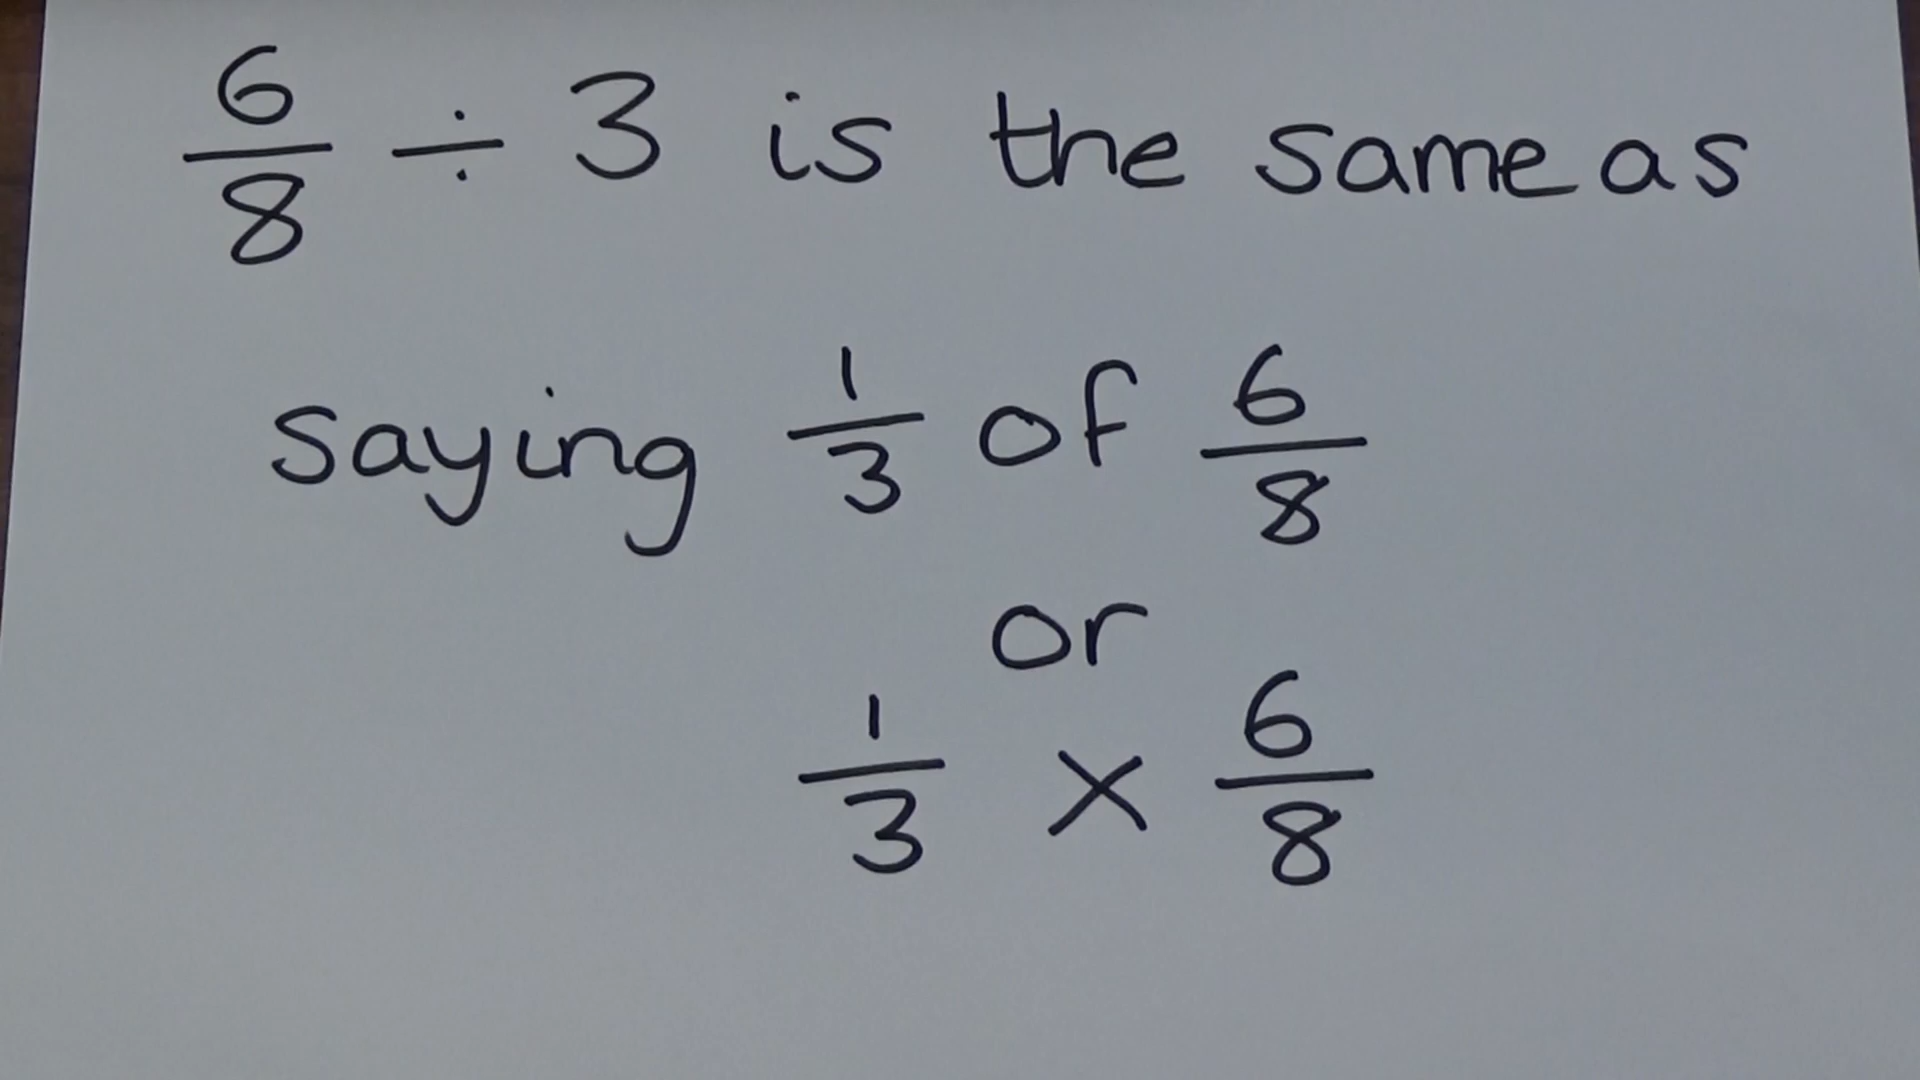 6/8 ÷ 3 is the same as
saying 1/3 of 6/8
or
1/3 × 6/8